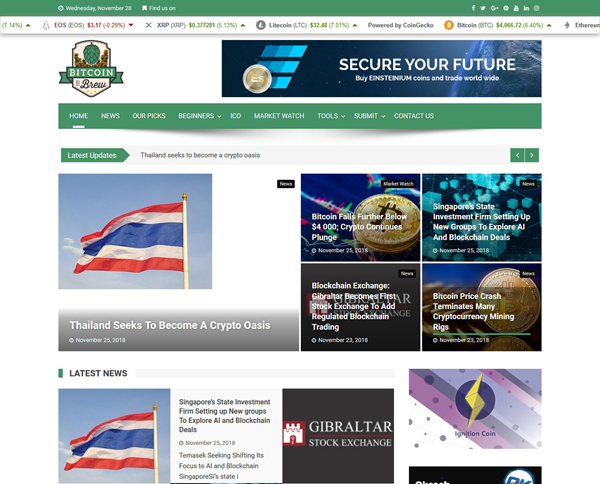 Wednesday, November 28 Find us on
(7.14%) EOS (EOS) $3.17 (-0.29%) XRP (XRP) $0.377281 (6.13%) Litecoin (LTC) $32.48 (7.01%) Powered by CoinGecko Bitcoin (BTC) $4,066.72 (6.40%) Ethereum
BITCOIN
Brew
SECURE YOUR FUTURE
Buy EINSTEINIUM coins and trade world wide
HOME NEWS OUR PICKS BEGINNERS ICO MARKET WATCH TOOLS SUBMIT CONTACT US
Latest Updates Thailand seeks to become a crypto oasis
News
Thailand Seeks To Become A Crypto Oasis
November 25, 2018
Market Watch
Bitcoin Falls Further Below
$4 000; Crypto Continues
Plunge
November 25, 2018
News
Singapore's State
Investment Firm Setting Up
New Groups To Explore AI
And Blockchain Deals
November 25, 2018
News
Blockchain Exchange:
Gibraltar Becomes First
Stock Exchange To Add
Regulated Blockchain
Trading
November 23, 2018
News
Bitcoin Price Crash
Terminates Many
Cryptocurrency Mining
Rigs
November 23, 2018
LATEST NEWS
Singapore's State Investment
Firm Setting up New groups
To Explore AI and Blockchain
Deals
November 25, 2018
Temasek Seeking Shifting Its
Focus to AI and Blockchain
SingaporeSi's state i
GIBRALTAR
STOCK EXCHANGE
Ignition Coin